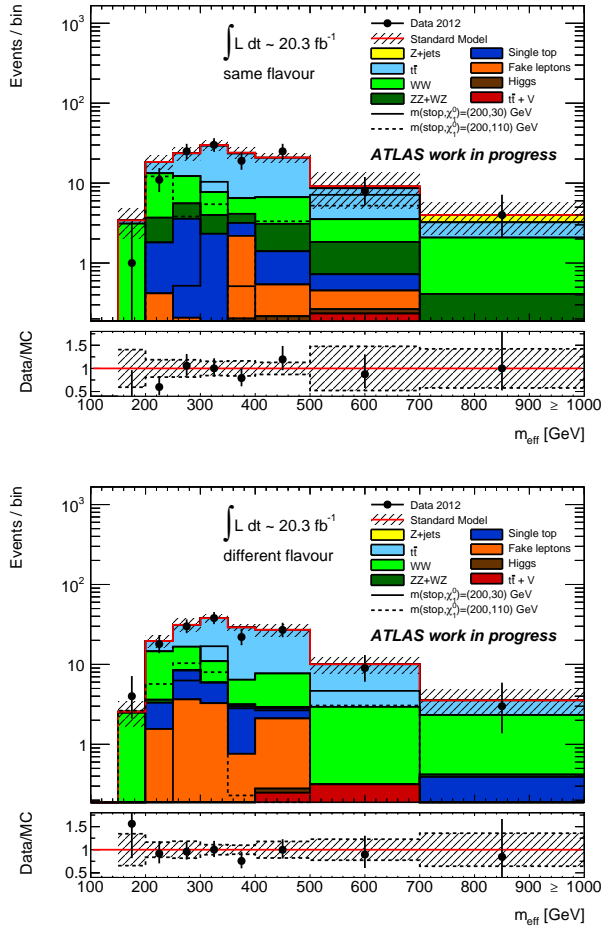 Events / bin
10³
10²
10
1
∫ L dt ~ 20.3 fb⁻¹
same flavour
Data 2012
Standard Model
Z+jets
Single top
tt̄
Fake leptons
WW
Higgs
ZZ+WZ
tt̄ + V
m(stop,χ̃⁰₁)=(200,30) GeV
m(stop,χ̃⁰₁)=(200,110) GeV
ATLAS work in progress
Data/MC
1.5
1
0.5
100 200 300 400 500 600 700 800 900 ≥ 1000
m_eff [GeV]
Events / bin
10³
10²
10
1
∫ L dt ~ 20.3 fb⁻¹
different flavour
Data 2012
Standard Model
Z+jets
Single top
tt̄
Fake leptons
WW
Higgs
ZZ+WZ
tt̄ + V
m(stop,χ̃⁰₁)=(200,30) GeV
m(stop,χ̃⁰₁)=(200,110) GeV
ATLAS work in progress
Data/MC
1.5
1
0.5
100 200 300 400 500 600 700 800 900 ≥ 1000
m_eff [GeV]